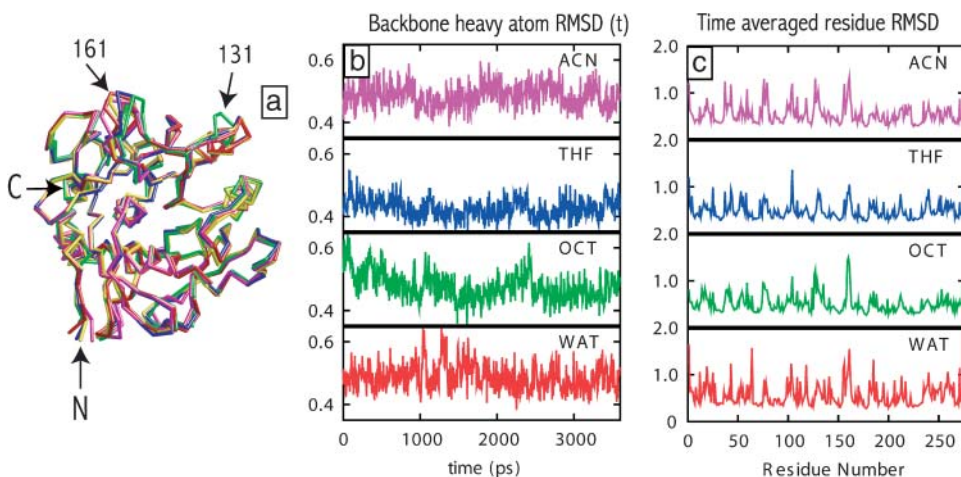 161
131
a
C
N
Backbone heavy atom RMSD (t)
b
ACN
0.6
0.4
THF
0.6
0.4
OCT
0.6
0.4
WAT
0.6
0.4
0 1000 2000 3000
time (ps)
Time averaged residue RMSD
c
ACN
2.0
1.0
THF
2.0
1.0
OCT
2.0
1.0
WAT
2.0
1.0
0 50 100 150 200 250
Residue Number